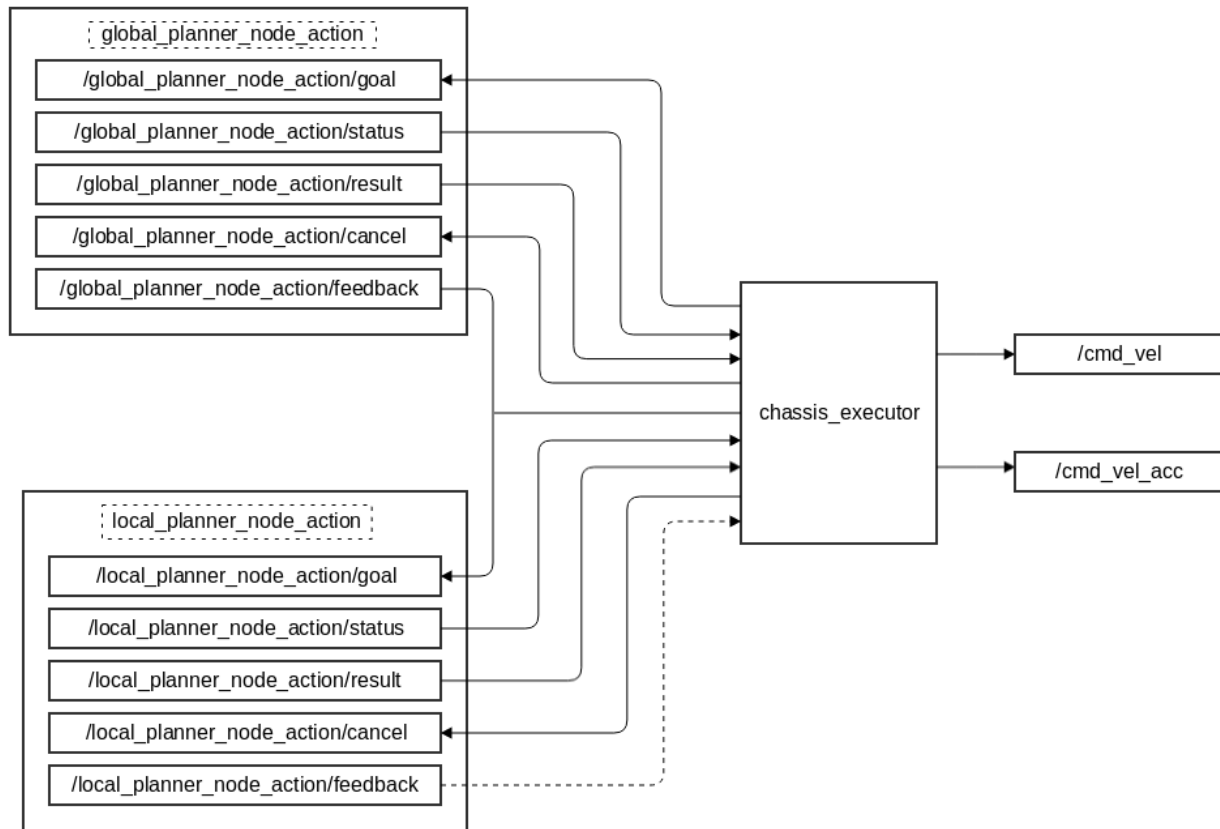 global_planner_node_action
/global_planner_node_action/goal
/global_planner_node_action/status
/global_planner_node_action/result
/global_planner_node_action/cancel
/global_planner_node_action/feedback
chassis_executor
/cmd_vel
/cmd_vel_acc
local_planner_node_action
/local_planner_node_action/goal
/local_planner_node_action/status
/local_planner_node_action/result
/local_planner_node_action/cancel
/local_planner_node_action/feedback